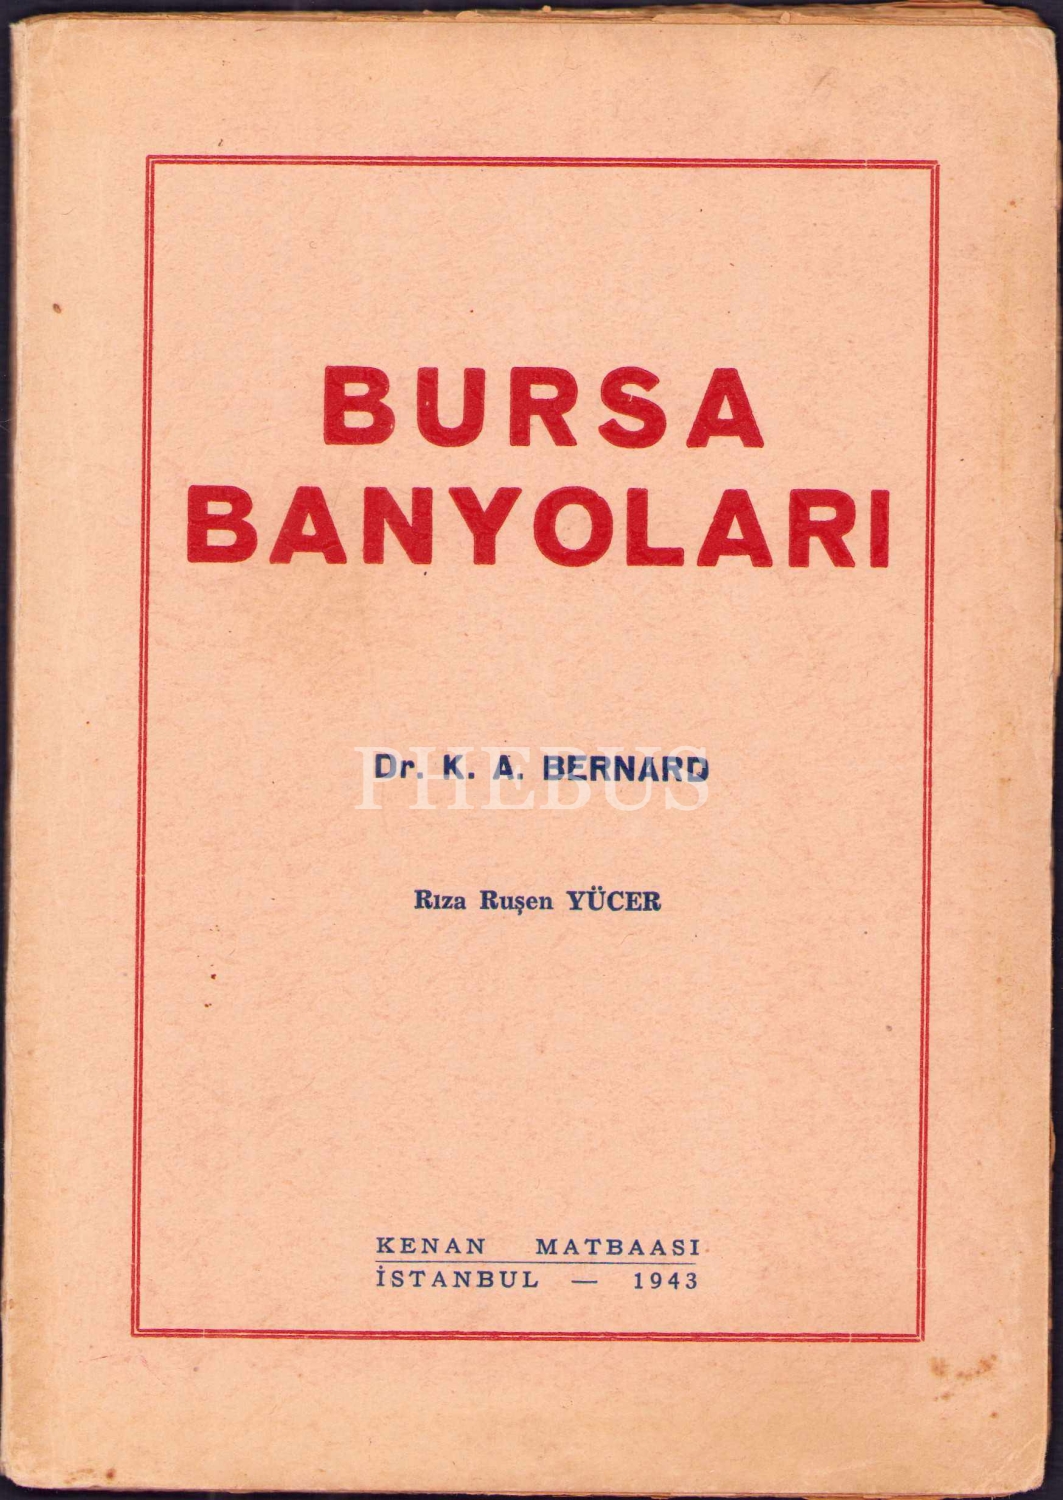 BURSA
BANYOLARI
Dr. K. A. BERNARD
PHEBUS
Rıza Ruşen YÜCER
KENAN MATBAASI
İSTANBUL — 1943